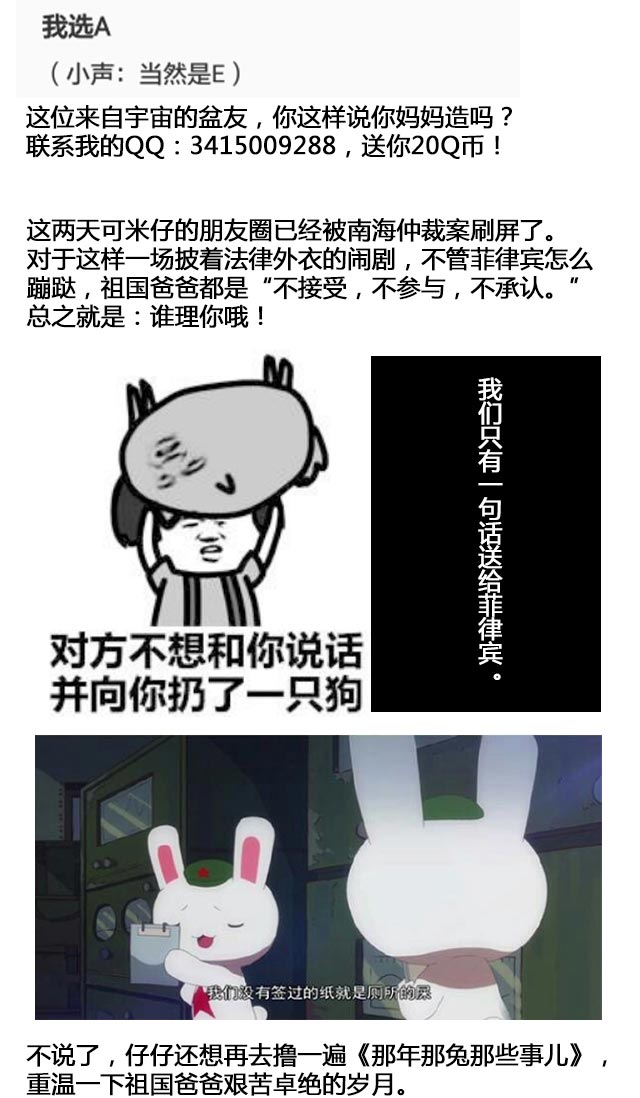 我选A
（小声：当然是E）
这位来自宇宙的盆友，你这样说你妈妈造吗？
联系我的QQ：3415009288，送你20Q币！
这两天可米仔的朋友圈已经被南海仲裁案刷屏了。
对于这样一场披着法律外衣的闹剧，不管菲律宾怎么
蹦跶，祖国爸爸都是“不接受，不参与，不承认。”
总之就是：谁理你哦！
对方不想和你说话
并向你扔了一只狗
我们只有一句话送给菲律宾。
我们没有签过的纸就是厕所的屎
不说了，仔仔还想再去撸一遍《那年那兔那些事儿》，
重温一下祖国爸爸艰苦卓绝的岁月。